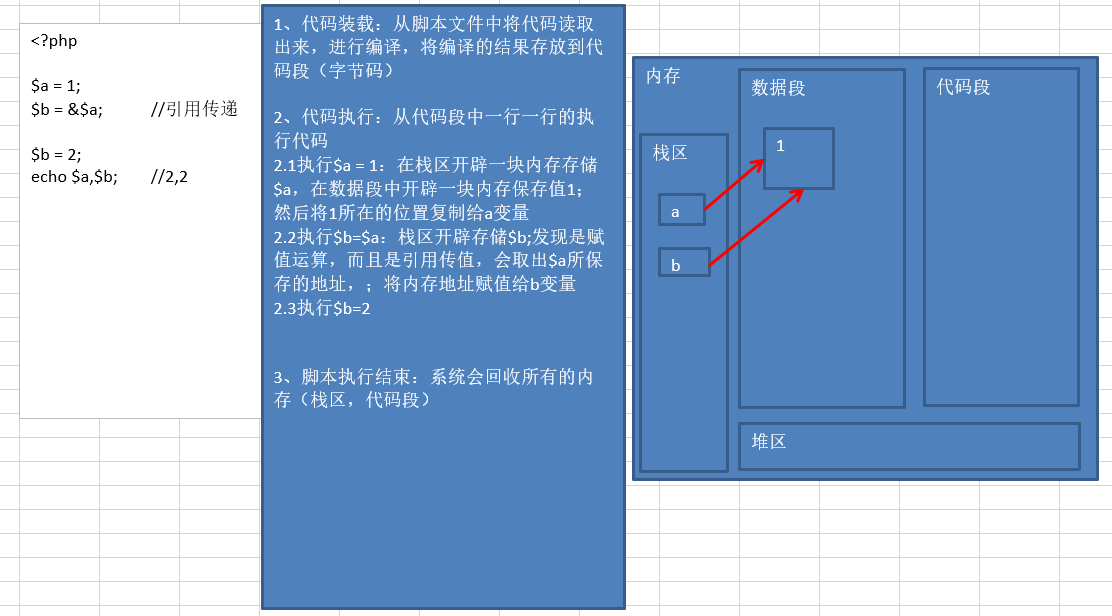 <?php
$a = 1;
$b = &$a; //引用传递
$b = 2;
echo $a,$b; //2,2
1、代码装载：从脚本文件中将代码读取
出来，进行编译，将编译的结果存放到代
码段（字节码）
2、代码执行：从代码段中一行一行的执
行代码
2.1执行$a = 1：在栈区开辟一块内存存储
$a，在数据段中开辟一块内存保存值1；
然后将1所在的位置复制给a变量
2.2执行$b=$a：栈区开辟存储$b;发现是赋
值运算，而且是引用传值，会取出$a所保
存的地址，；将内存地址赋值给b变量
2.3执行$b=2
3、脚本执行结束：系统会回收所有的内
存（栈区，代码段）
内存
数据段
代码段
1
栈区
a
b
堆区